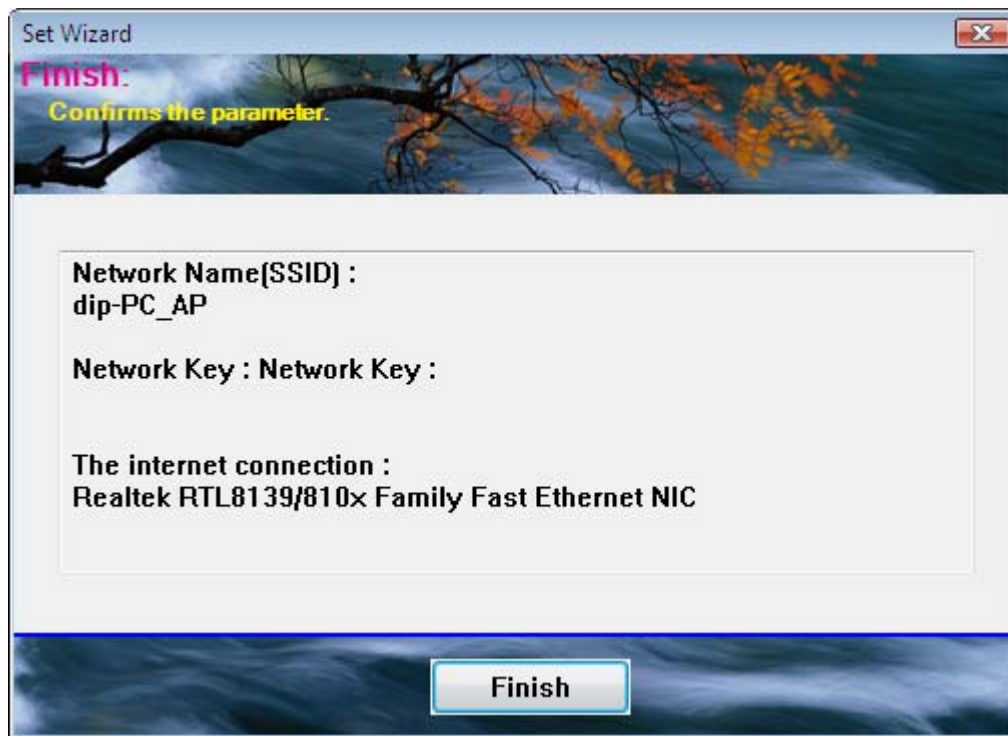 Set Wizard
Finish:
Confirms the parameter.
Network Name(SSID) :
dip-PC_AP
Network Key : Network Key :
The internet connection :
Realtek RTL8139/810x Family Fast Ethernet NIC
Finish